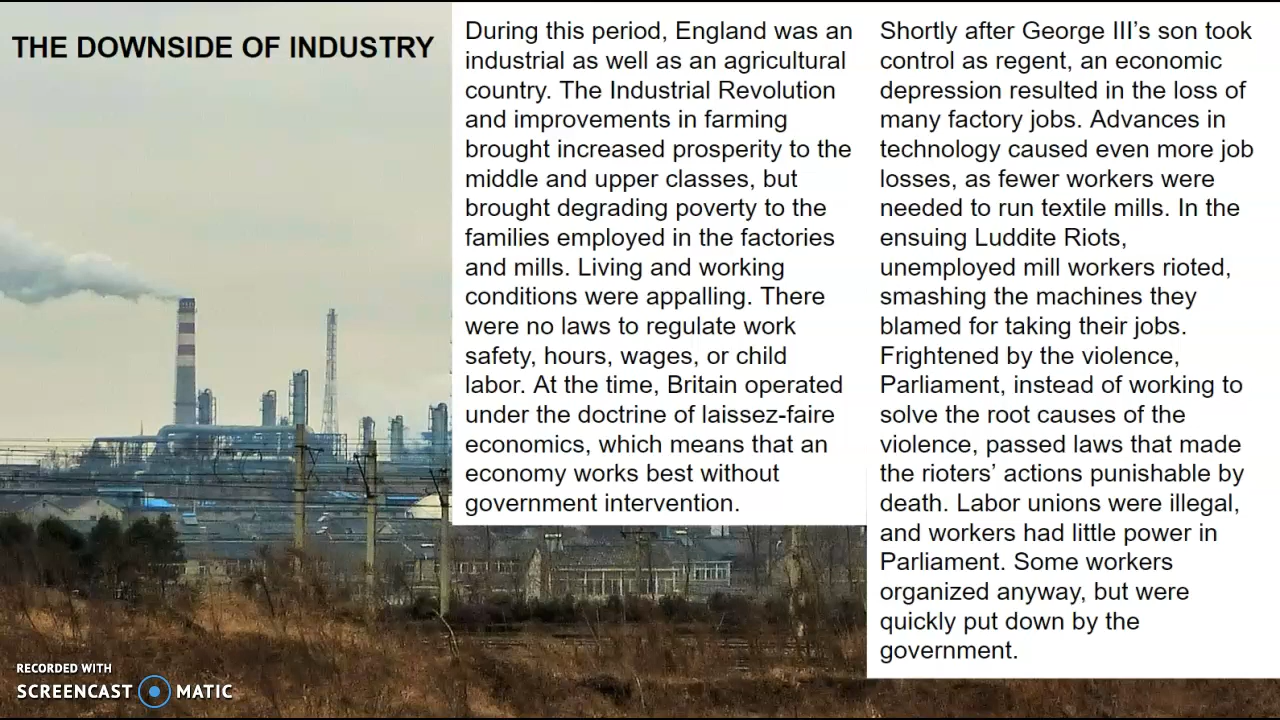 THE DOWNSIDE OF INDUSTRY
During this period, England was an
industrial as well as an agricultural
country. The Industrial Revolution
and improvements in farming
brought increased prosperity to the
middle and upper classes, but
brought degrading poverty to the
families employed in the factories
and mills. Living and working
conditions were appalling. There
were no laws to regulate work
safety, hours, wages, or child
labor. At the time, Britain operated
under the doctrine of laissez-faire
economics, which means that an
economy works best without
government intervention.
Shortly after George III’s son took
control as regent, an economic
depression resulted in the loss of
many factory jobs. Advances in
technology caused even more job
losses, as fewer workers were
needed to run textile mills. In the
ensuing Luddite Riots,
unemployed mill workers rioted,
smashing the machines they
blamed for taking their jobs.
Frightened by the violence,
Parliament, instead of working to
solve the root causes of the
violence, passed laws that made
the rioters’ actions punishable by
death. Labor unions were illegal,
and workers had little power in
Parliament. Some workers
organized anyway, but were
quickly put down by the
government.
RECORDED WITH
SCREENCAST MATIC